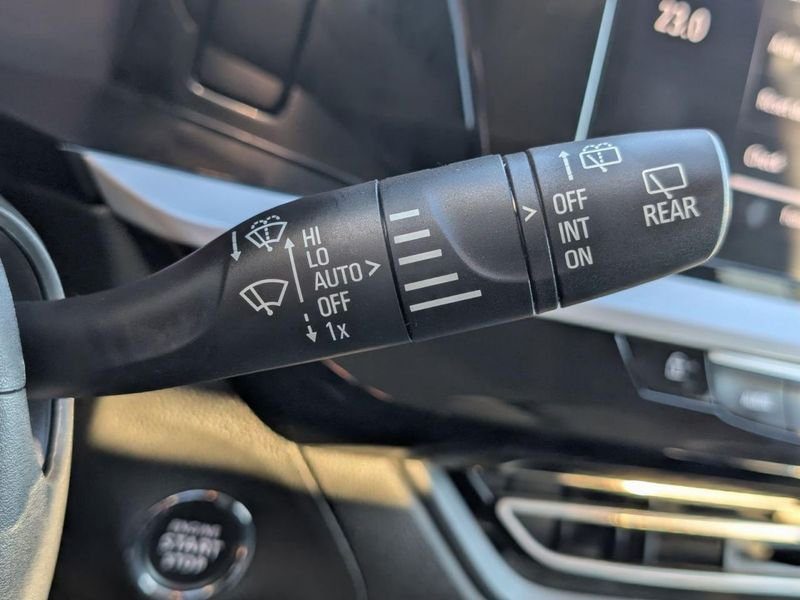 23.0
HI
LO
AUTO >
OFF
1x
>
OFF
INT
ON
REAR
ENGINE
START
STOP